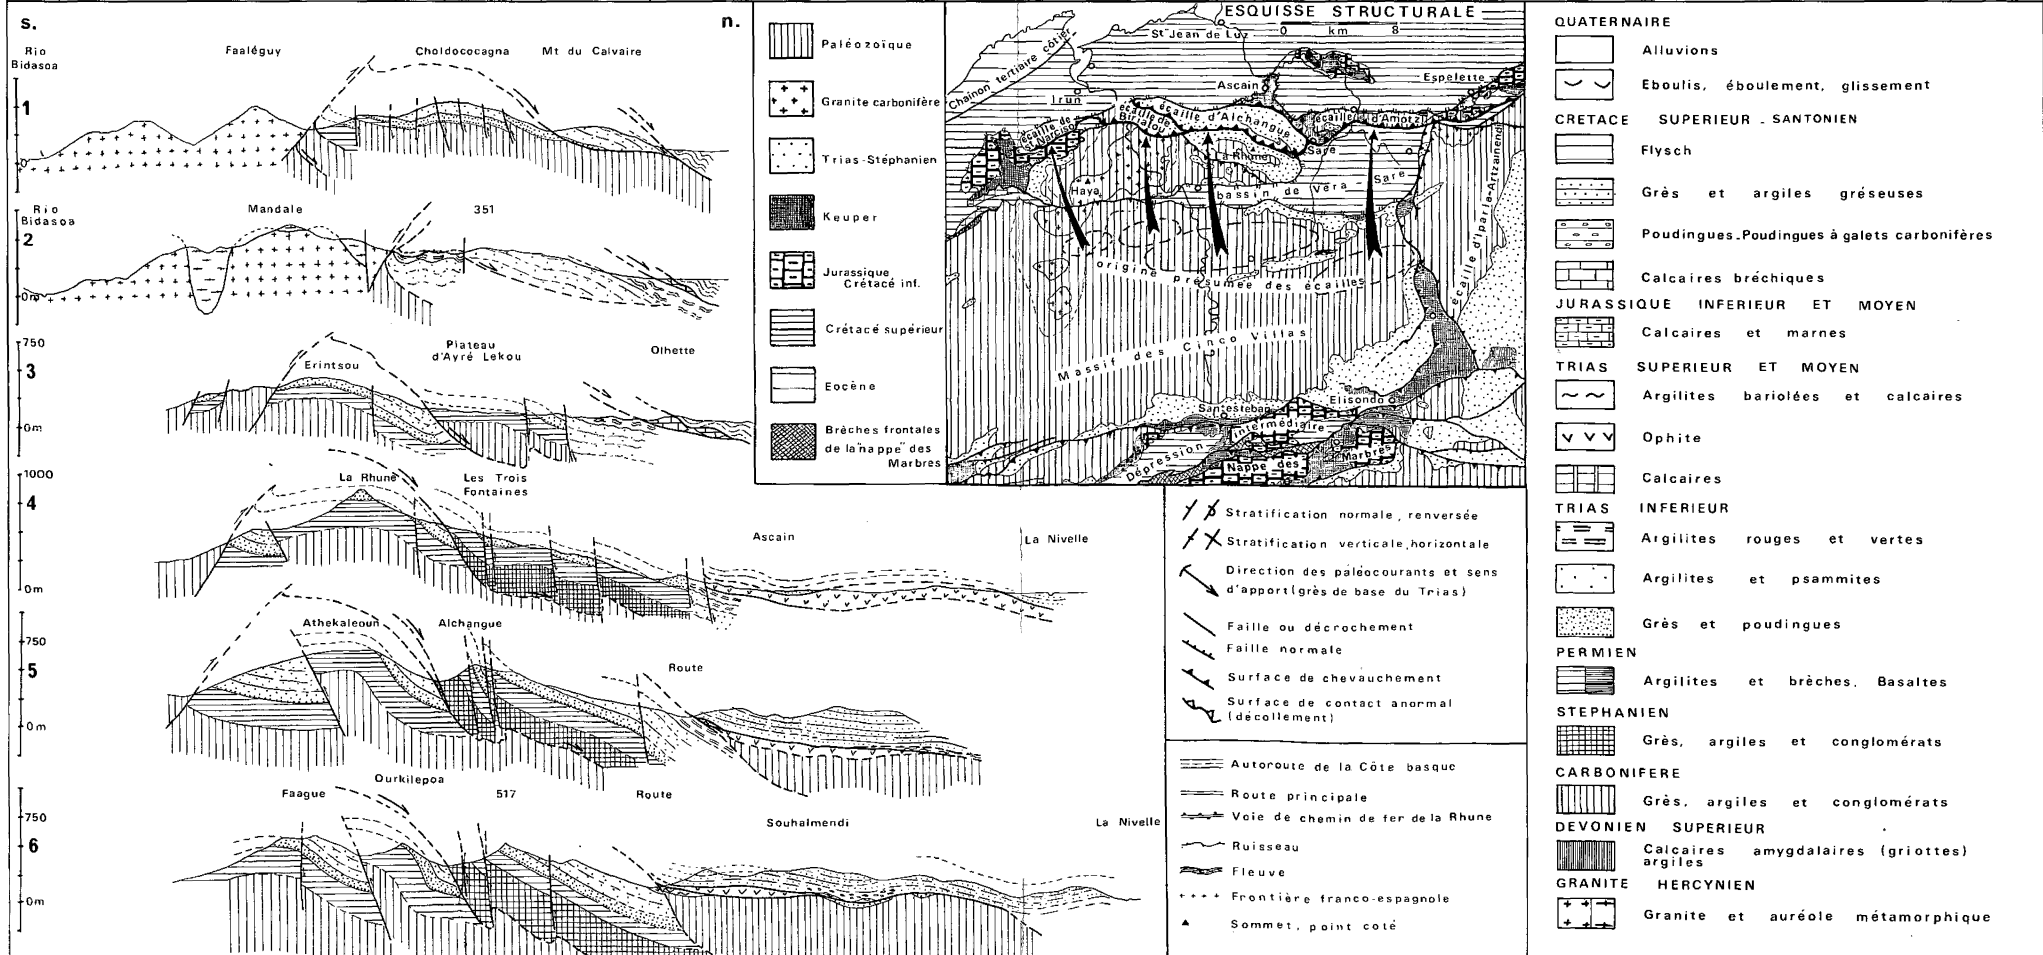 s.
n.
Rio
Bidasoa
Faaléguy
Choldococagna
Mt du Calvaire
1
0
Rio
Bidasoa
Mandale
351
2
0m
750
3
Erintsou
Plateau
d'Ayré Lekou
Olhette
0m
1000
4
La Rhune
Les Trois
Fontaines
Ascain
La Nivelle
0m
750
5
Athekaleoun
Alchangue
Route
0m
Ourkilepoa
750
6
Faague
517
Route
Souhalmendi
La Nivelle
0m
Paléozoïque
Granite carbonifère
Trias-Stéphanien
Keuper
Jurassique
Crétacé inf.
Crétacé supérieur
Eocène
Brèches frontales
de la "nappe" des
Marbres
ESQUISSE STRUCTURALE
0 km 8
St Jean de Luz
Chaînon tertiaire côtier
Irun
Ascain
Espelette
écaille de
St Narcisse
écaille de
Biriatou
écaille d'Alchangue
écaille d'Amotz
La Rhune
Sare
Haya
bassin de Vera - Sare
écaille d'Iparla-Artzamendi
origine présumée des écailles
Massif des Cinco Villas
Santesteban
Elisondo
Dépression intermédiaire
Nappe des Marbres
Stratification normale, renversée
Stratification verticale, horizontale
Direction des paléocourants et sens
d'apport (grès de base du Trias)
Faille ou décrochement
Faille normale
Surface de chevauchement
Surface de contact anormal
(décollement)
Autoroute de la Côte basque
Route principale
Voie de chemin de fer de la Rhune
Ruisseau
Fleuve
Frontière franco-espagnole
Sommet, point coté
QUATERNAIRE
Alluvions
Eboulis, éboulement, glissement
CRETACE SUPERIEUR - SANTONIEN
Flysch
Grès et argiles gréseuses
Poudingues-Poudingues à galets carbonifères
Calcaires bréchiques
JURASSIQUE INFERIEUR ET MOYEN
Calcaires et marnes
TRIAS SUPERIEUR ET MOYEN
Argilites bariolées et calcaires
Ophite
Calcaires
TRIAS INFERIEUR
Argilites rouges et vertes
Argilites et psammites
Grès et poudingues
PERMIEN
Argilites et brèches. Basaltes
STEPHANIEN
Grès, argiles et conglomérats
CARBONIFERE
Grès, argiles et conglomérats
DEVONIEN SUPERIEUR
Calcaires amygdalaires (griottes)
argiles
GRANITE HERCYNIEN
Granite et auréole métamorphique